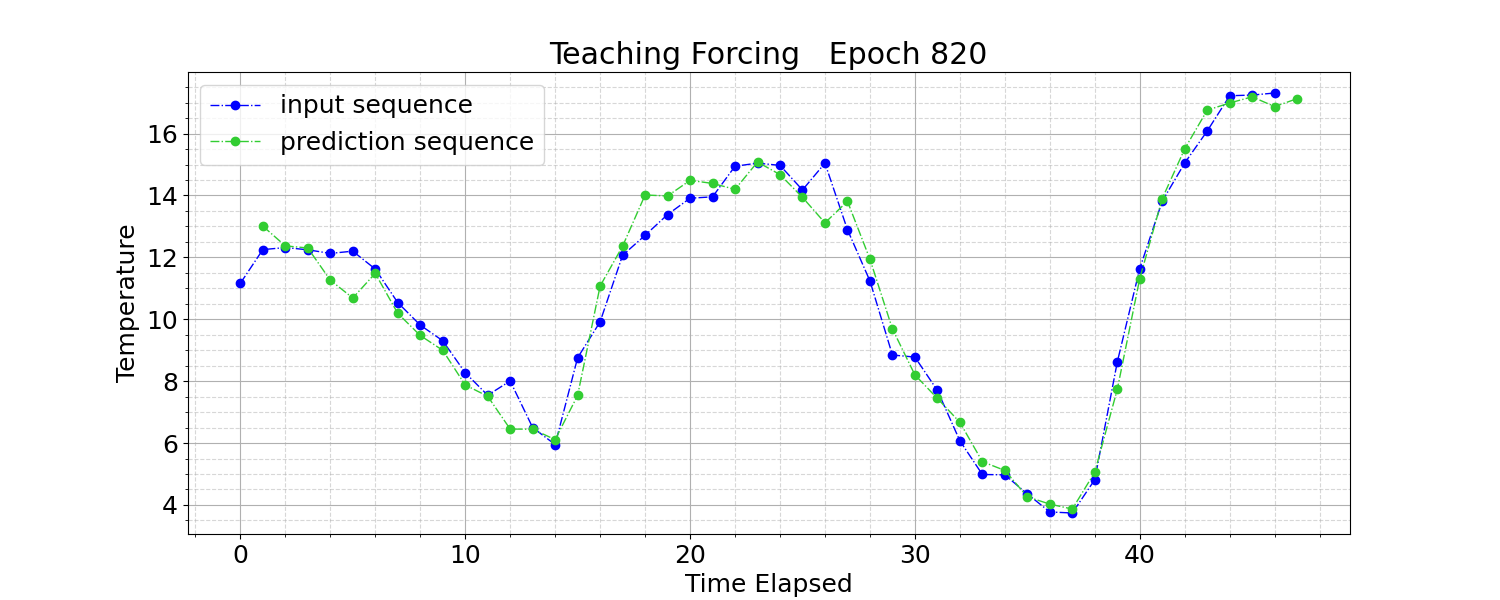 Teaching Forcing   Epoch 820
input sequence
prediction sequence
Temperature
16
14
12
10
8
6
4
0 10 20 30 40
Time Elapsed